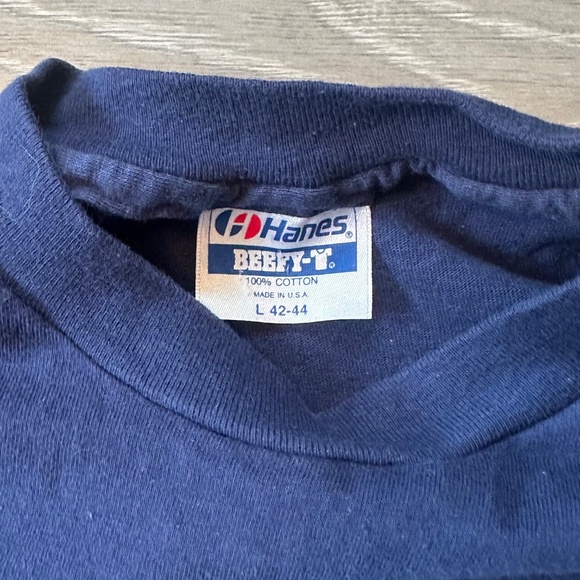 Hanes®
BEEFY-T®
100% COTTON
MADE IN U.S.A.
L 42-44